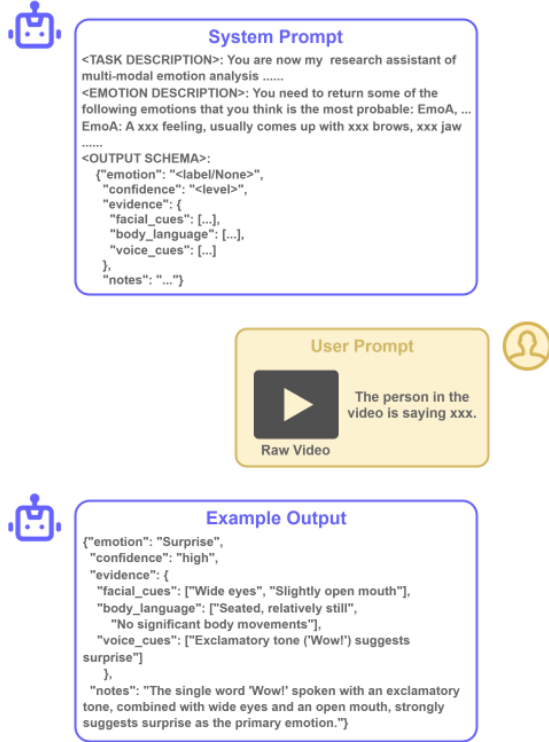 System Prompt
<TASK DESCRIPTION>: You are now my research assistant of
multi-modal emotion analysis ......
<EMOTION DESCRIPTION>: You need to return some of the
following emotions that you think is the most probable: EmoA, ...
EmoA: A xxx feeling, usually comes up with xxx brows, xxx jaw
......
<OUTPUT SCHEMA>:
{"emotion": "<label/None>",
"confidence": "<level>",
"evidence": {
"facial_cues": [...],
"body_language": [...],
"voice_cues": [...]
},
"notes": "..."}
User Prompt
The person in the
video is saying xxx.
Raw Video
Example Output
{"emotion": "Surprise",
"confidence": "high",
"evidence": {
"facial_cues": ["Wide eyes", "Slightly open mouth"],
"body_language": ["Seated, relatively still",
"No significant body movements"],
"voice_cues": ["Exclamatory tone ('Wow!') suggests
surprise"]
},
"notes": "The single word 'Wow!' spoken with an exclamatory
tone, combined with wide eyes and an open mouth, strongly
suggests surprise as the primary emotion."}